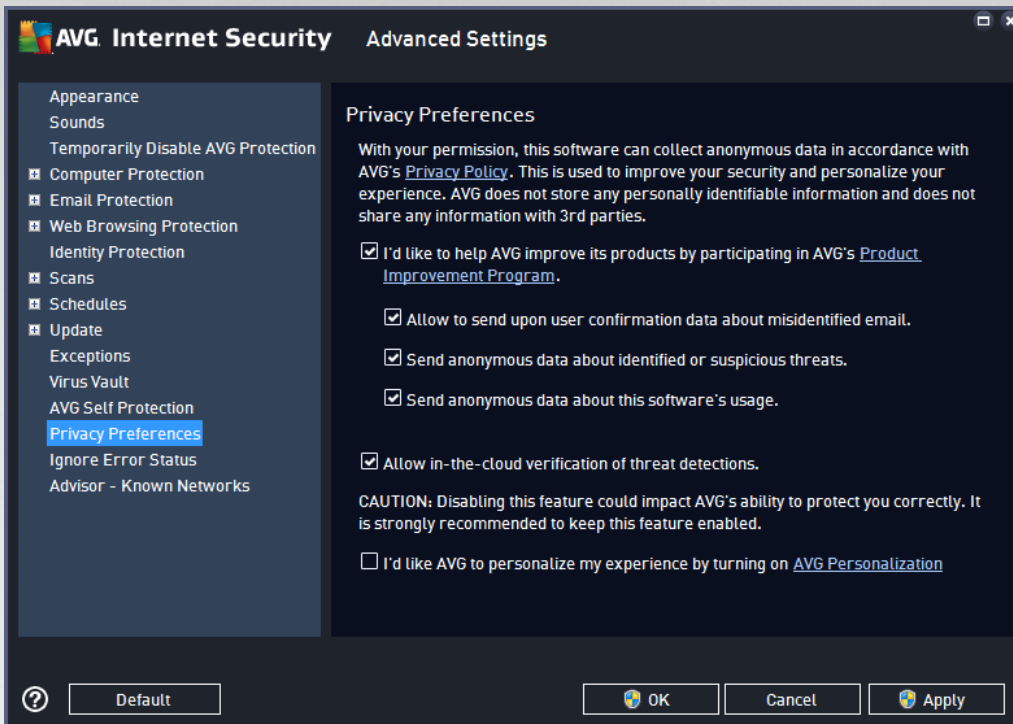 AVG Internet Security Advanced Settings
Appearance
Sounds
Temporarily Disable AVG Protection
Computer Protection
Email Protection
Web Browsing Protection
Identity Protection
Scans
Schedules
Update
Exceptions
Virus Vault
AVG Self Protection
Privacy Preferences
Ignore Error Status
Advisor - Known Networks
Privacy Preferences
With your permission, this software can collect anonymous data in accordance with
AVG's Privacy Policy. This is used to improve your security and personalize your
experience. AVG does not store any personally identifiable information and does not
share any information with 3rd parties.
I'd like to help AVG improve its products by participating in AVG's Product
Improvement Program.
Allow to send upon user confirmation data about misidentified email.
Send anonymous data about identified or suspicious threats.
Send anonymous data about this software's usage.
Allow in-the-cloud verification of threat detections.
CAUTION: Disabling this feature could impact AVG's ability to protect you correctly. It
is strongly recommended to keep this feature enabled.
I'd like AVG to personalize my experience by turning on AVG Personalization
? Default OK Cancel Apply